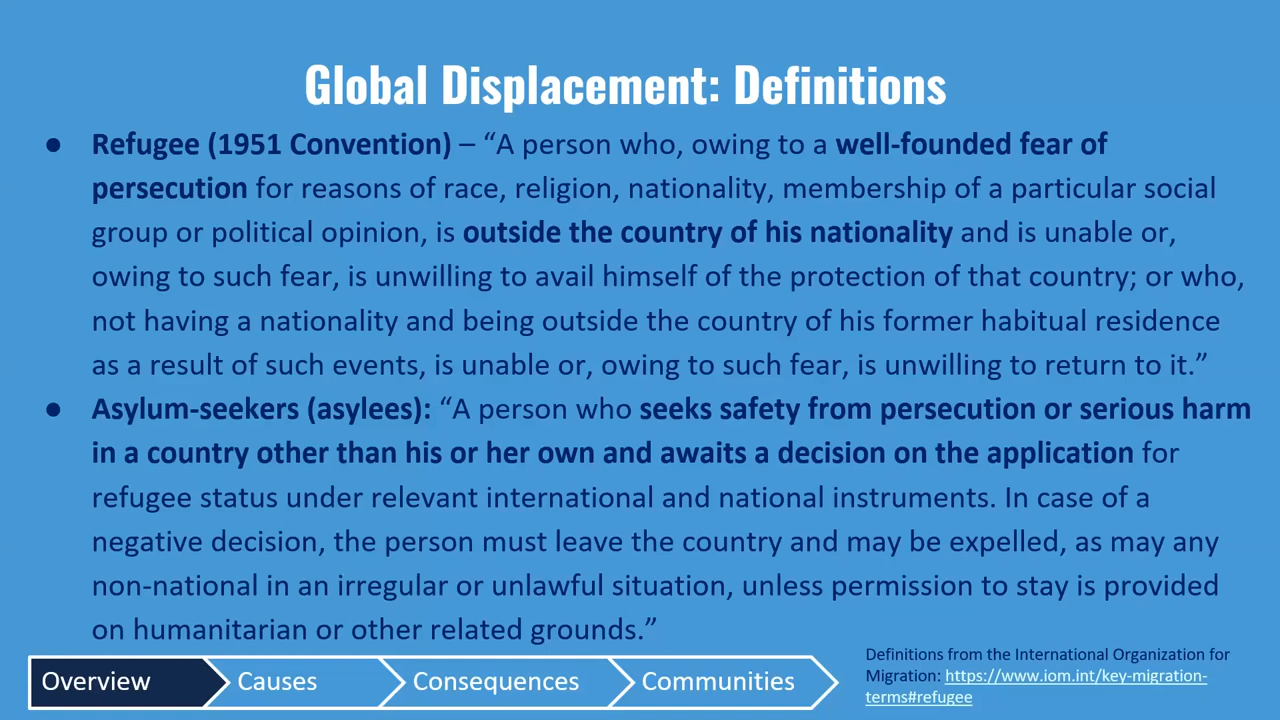 Global Displacement: Definitions
● Refugee (1951 Convention) – “A person who, owing to a well-founded fear of
persecution for reasons of race, religion, nationality, membership of a particular social
group or political opinion, is outside the country of his nationality and is unable or,
owing to such fear, is unwilling to avail himself of the protection of that country; or who,
not having a nationality and being outside the country of his former habitual residence
as a result of such events, is unable or, owing to such fear, is unwilling to return to it.”
● Asylum-seekers (asylees): “A person who seeks safety from persecution or serious harm
in a country other than his or her own and awaits a decision on the application for
refugee status under relevant international and national instruments. In case of a
negative decision, the person must leave the country and may be expelled, as may any
non-national in an irregular or unlawful situation, unless permission to stay is provided
on humanitarian or other related grounds.”
Overview Causes Consequences Communities
Definitions from the International Organization for
Migration: https://www.iom.int/key-migration-
terms#refugee